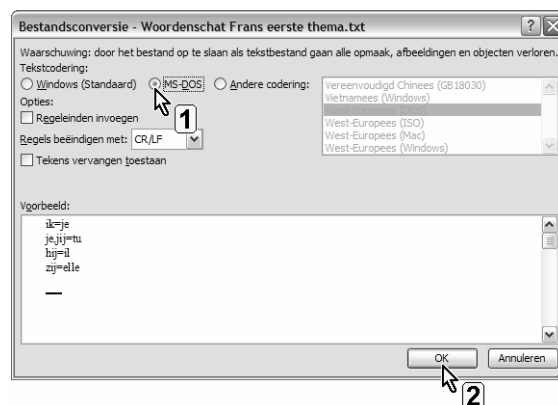 Bestandsconversie - Woordenschat Frans eerste thema.txt
Waarschuwing: door het bestand op te slaan als tekstbestand gaan alle opmaak, afbeeldingen en objecten verloren.
Tekstcodering:
Windows (Standaard) MS-DOS Andere codering:
Vereenvoudigd Chinees (GB18030)
Vietnamees (Windows)
West-Europees (DOS)
West-Europees (ISO)
West-Europees (Mac)
West-Europees (Windows)
Opties:
Regeleinden invoegen
1
Regels beëindigen met: CR/LF
Tekens vervangen toestaan
Voorbeeld:
ik=je
je,jij=tu
hij=il
zij=elle
OK Annuleren
2